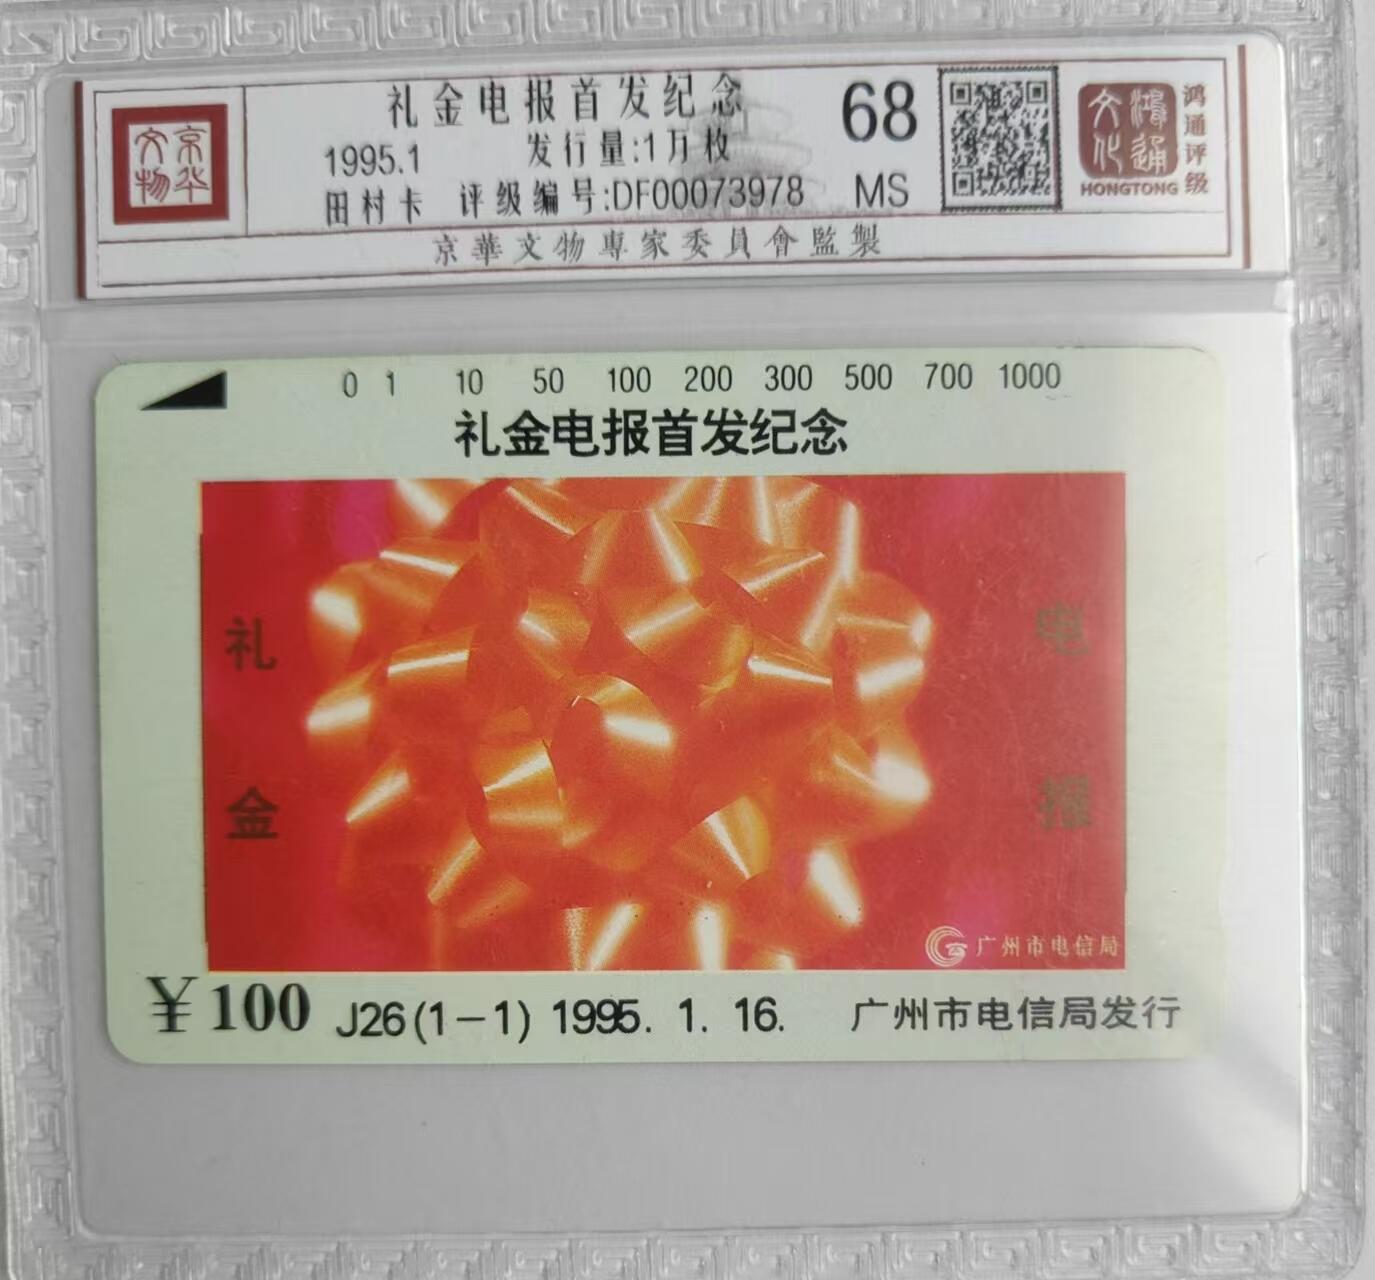 京华文物
礼金电报首发纪念
1995.1 发行量:1万枚
田村卡 评级编号:DF00073978
68
MS
鸿通文化
HONGTONG
鸿通评级
京華文物專家委員會監製
0 1 10 50 100 200 300 500 700 1000
礼金电报首发纪念
礼金
电报
广州市电信局
¥100 J26(1-1) 1995. 1. 16. 广州市电信局发行